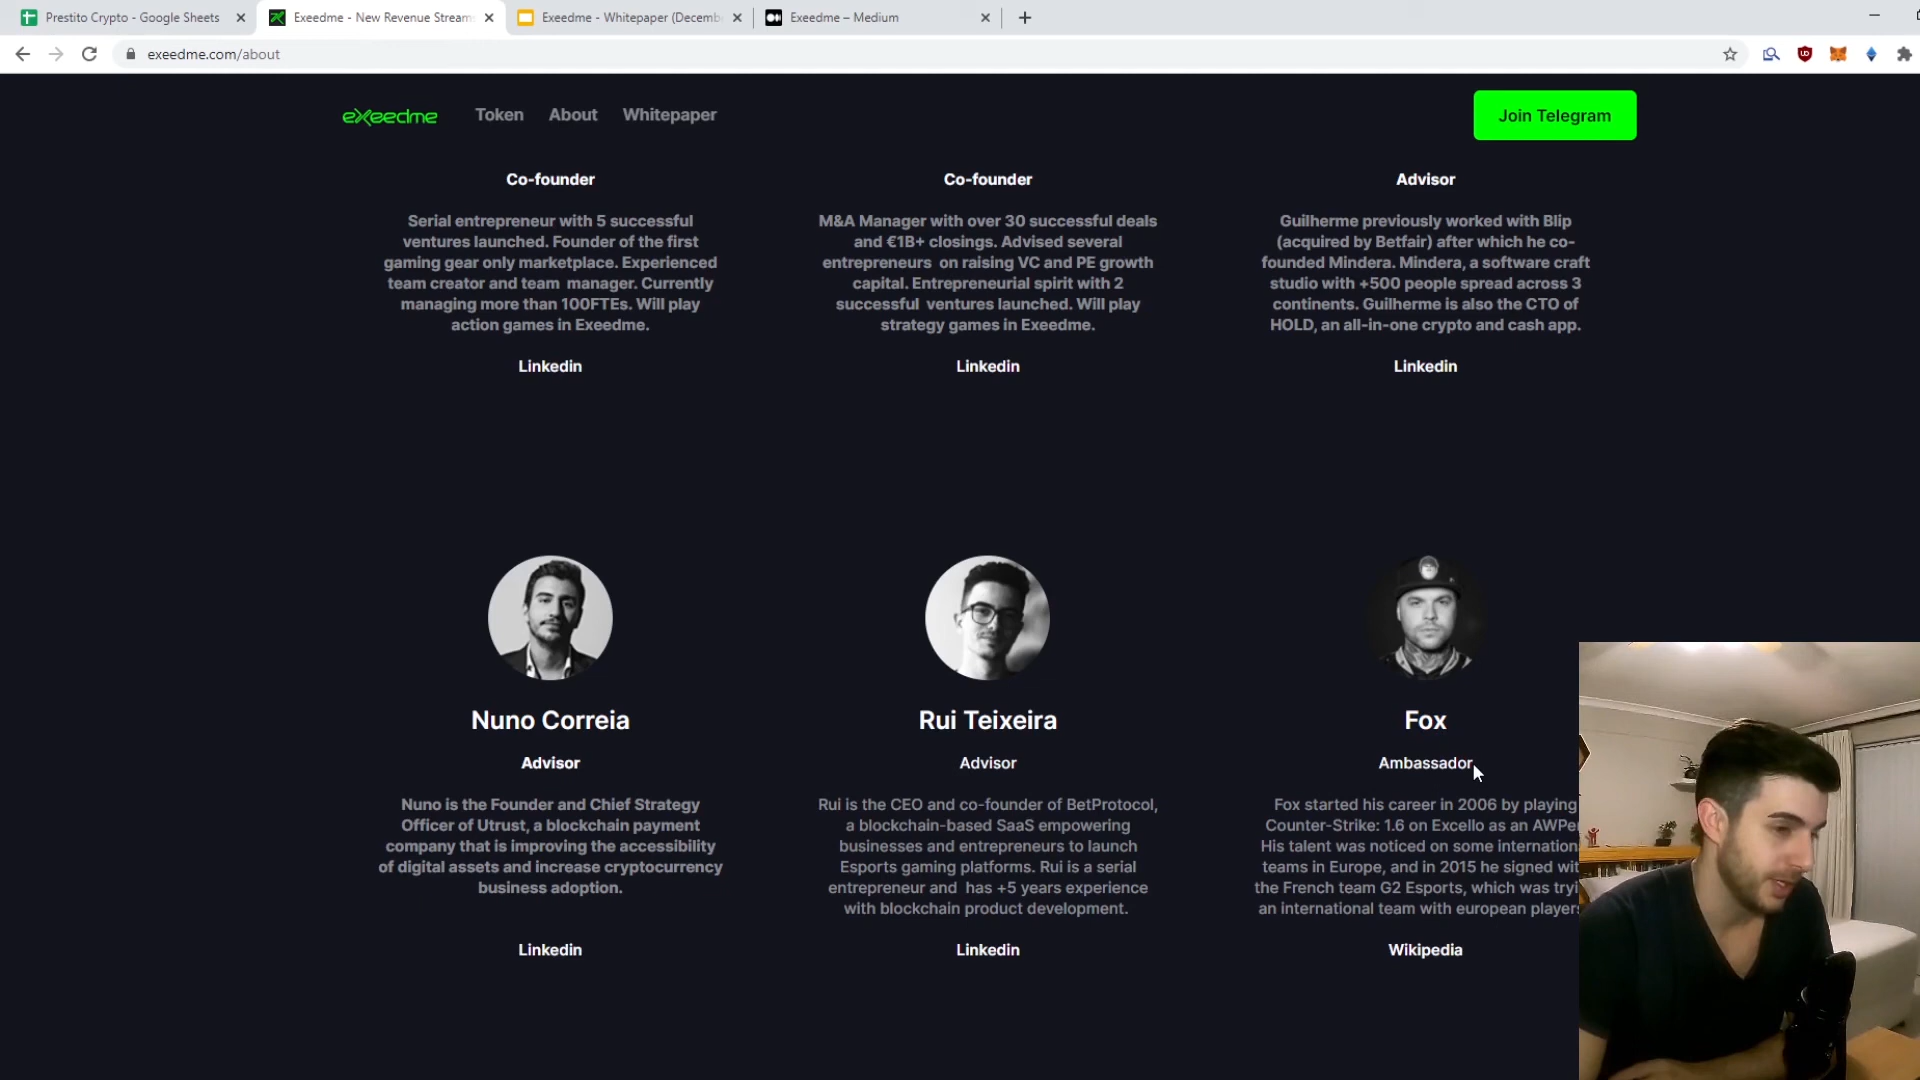 Prestito Crypto - Google Sheets
Exeedme - New Revenue Stream
Exeedme - Whitepaper (Decemb
Exeedme – Medium
exeedme.com/about
exeedme
Token
About
Whitepaper
Join Telegram
Co-founder
Serial entrepreneur with 5 successful
ventures launched. Founder of the first
gaming gear only marketplace. Experienced
team creator and team manager. Currently
managing more than 100FTEs. Will play
action games in Exeedme.
Linkedin
Co-founder
M&A Manager with over 30 successful deals
and €1B+ closings. Advised several
entrepreneurs on raising VC and PE growth
capital. Entrepreneurial spirit with 2
successful ventures launched. Will play
strategy games in Exeedme.
Linkedin
Advisor
Guilherme previously worked with Blip
(acquired by Betfair) after which he co-
founded Mindera. Mindera, a software craft
studio with +500 people spread across 3
continents. Guilherme is also the CTO of
HOLD, an all-in-one crypto and cash app.
Linkedin
Nuno Correia
Advisor
Nuno is the Founder and Chief Strategy
Officer of Utrust, a blockchain payment
company that is improving the accessibility
of digital assets and increase cryptocurrency
business adoption.
Linkedin
Rui Teixeira
Advisor
Rui is the CEO and co-founder of BetProtocol,
a blockchain-based SaaS empowering
businesses and entrepreneurs to launch
Esports gaming platforms. Rui is a serial
entrepreneur and has +5 years experience
with blockchain product development.
Linkedin
Fox
Ambassador
Fox started his career in 2006 by playing
Counter-Strike: 1.6 on Excello as an AWPe
His talent was noticed on some internation
teams in Europe, and in 2015 he signed wit
the French team G2 Esports, which was tryi
an international team with european player
Wikipedia